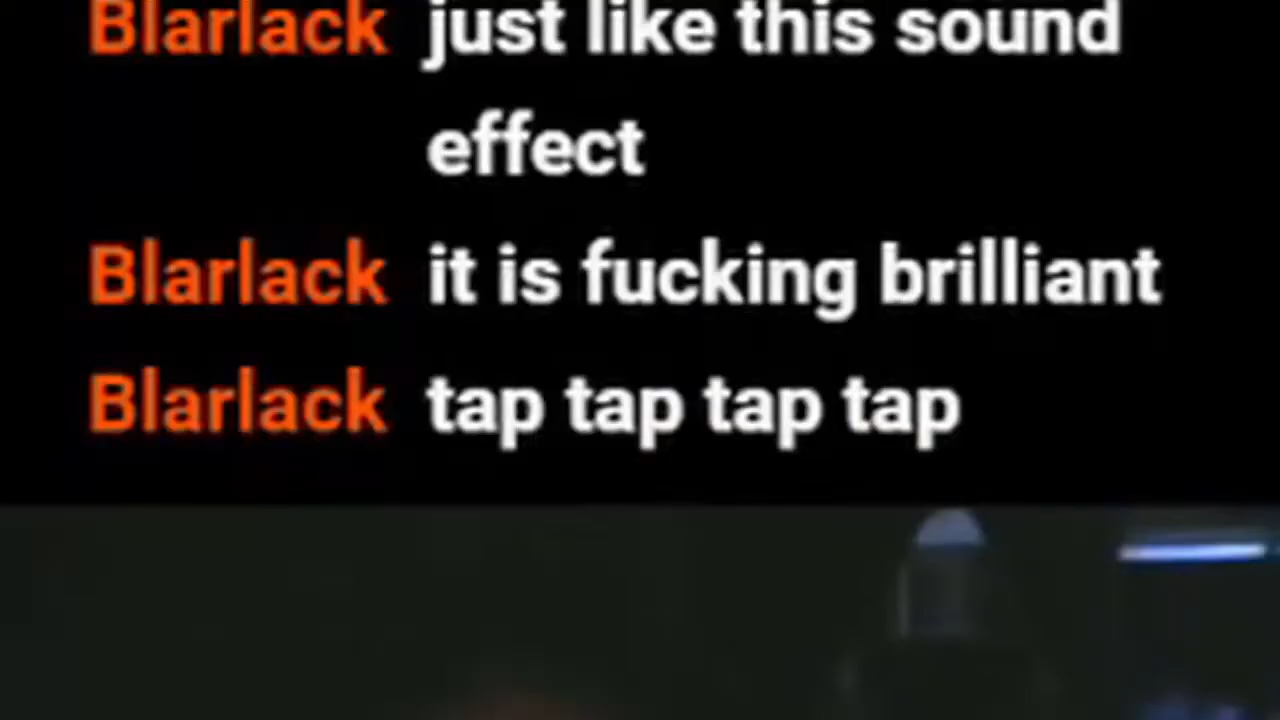 Blarlack just like this sound
effect
Blarlack it is fucking brilliant
Blarlack tap tap tap tap